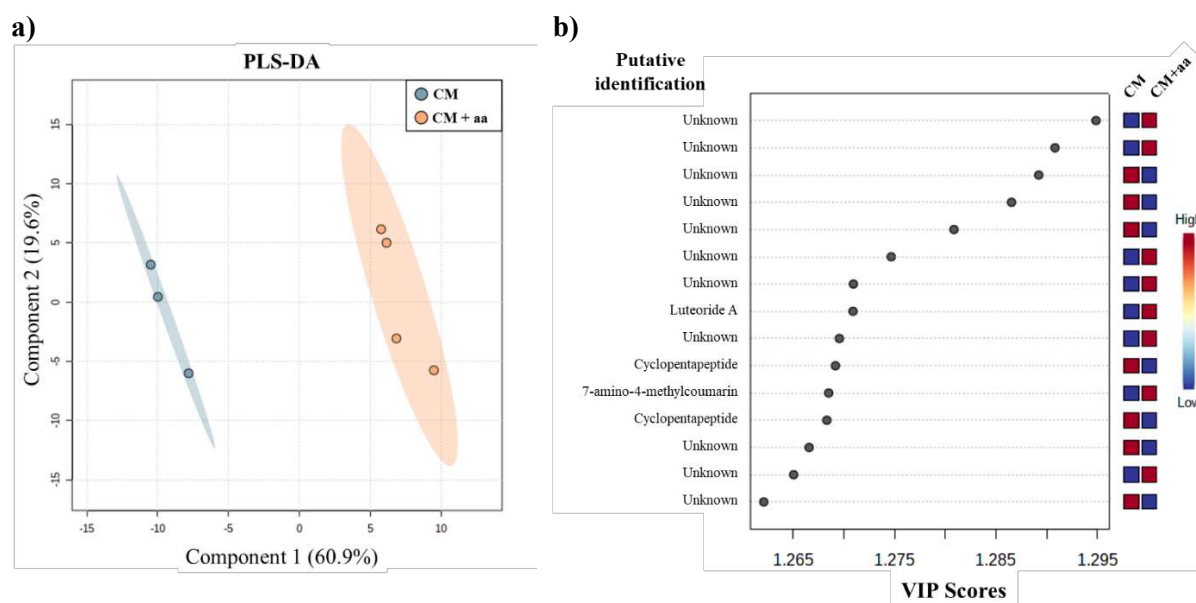 a)
PLS-DA
CM
CM + aa
Component 2 (19.6%)
15
10
5
0
-5
-10
-15
-15
-10
-5
0
5
10
Component 1 (60.9%)
b)
Putative
identification
CM
CM+aa
Unknown
Unknown
Unknown
Unknown
Unknown
Unknown
Unknown
Luteoride A
Unknown
Cyclopentapeptide
7-amino-4-methylcoumarin
Cyclopentapeptide
Unknown
Unknown
Unknown
High
Low
1.265
1.275
1.285
1.295
VIP Scores